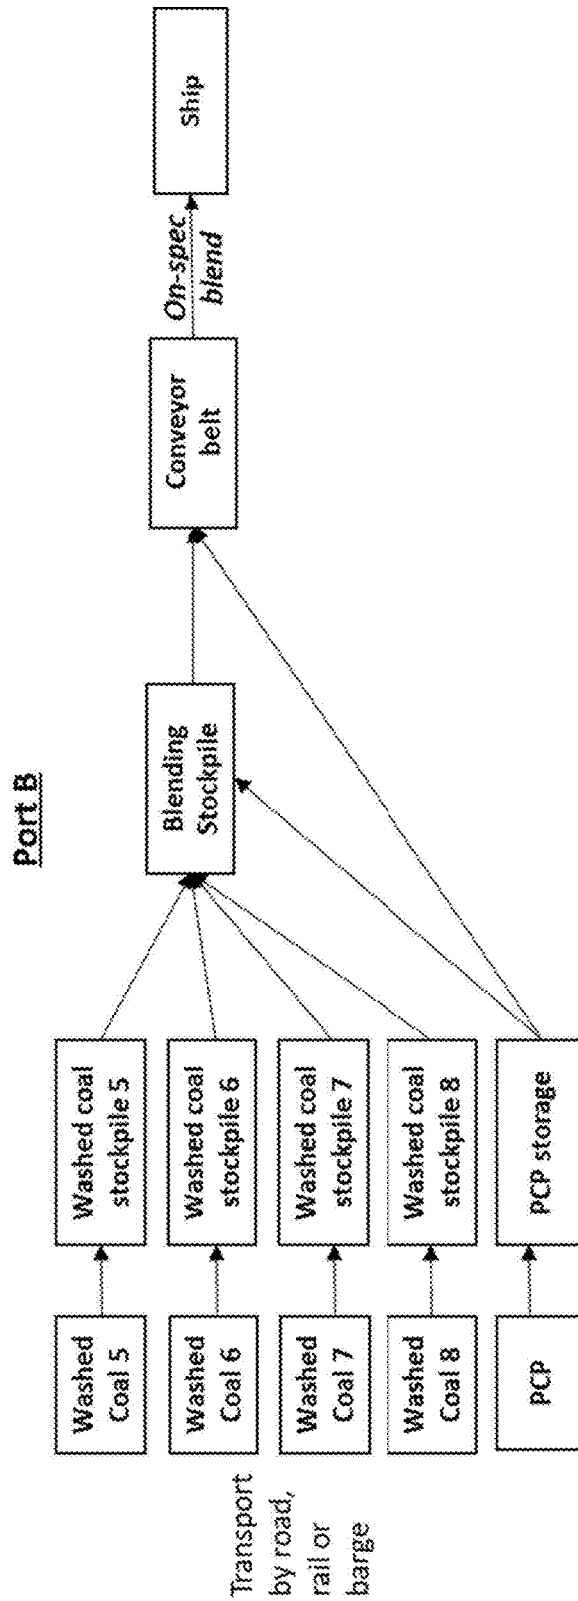 Port B
Transport
by road,
rail or
barge
Washed
Coal 5
Washed
Coal 6
Washed
Coal 7
Washed
Coal 8
PCP
Washed coal
stockpile 5
Washed coal
stockpile 6
Washed coal
stockpile 7
Washed coal
stockpile 8
PCP storage
Blending
Stockpile
Conveyor
belt
On-spec
blend
Ship